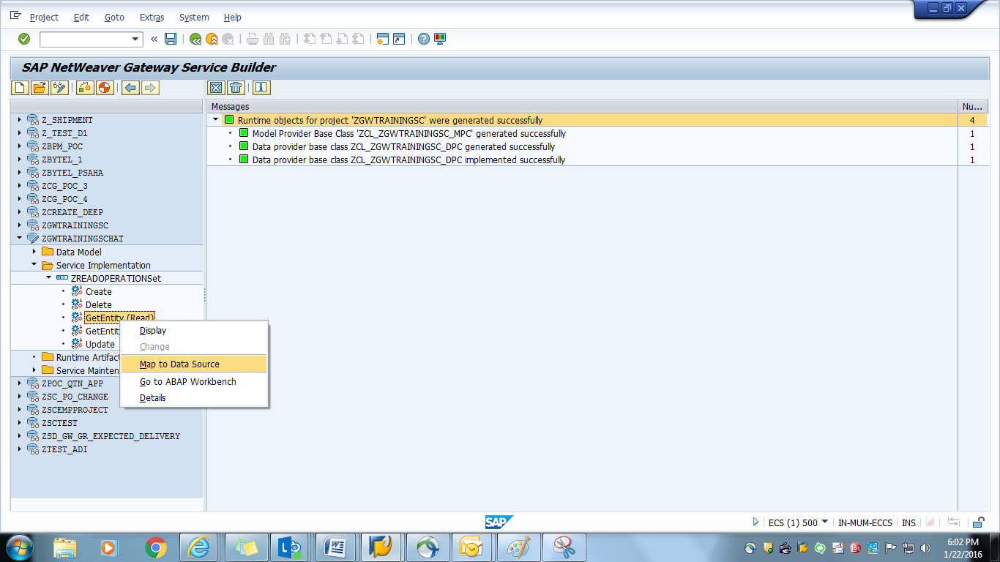 Project Edit Goto Extras System Help
SAP NetWeaver Gateway Service Builder
Messages Nu...
Runtime objects for project 'ZGWTRAININGSC' were generated successfully 4
Model Provider Base Class 'ZCL_ZGWTRAININGSC_MPC' generated successfully 1
Data provider base class ZCL_ZGWTRAININGSC_DPC generated successfully 1
Data provider base class ZCL_ZGWTRAININGSC_DPC implemented successfully 1
Z_SHIPMENT
Z_TEST_D1
ZBPM_POC
ZBYTEL_1
ZBYTEL_PSAHA
ZCG_POC_3
ZCG_POC_4
ZCREATE_DEEP
ZGWTRAININGSC
ZGWTRAININGSCHAT
Data Model
Service Implementation
ZREADOPERATIONSet
Create
Delete
GetEntity (Read)
GetEntit
Update
Runtime Artifact
Service Mainten
ZPOC_QTN_APP
ZSC_PO_CHANGE
ZSCEMPPROJECT
ZSCTEST
ZSD_GW_GR_EXPECTED_DELIVERY
ZTEST_ADI
Display
Change
Map to Data Source
Go to ABAP Workbench
Details
SAP
ECS (1) 500 IN-MUM-ECCS INS
6:02 PM
1/22/2016